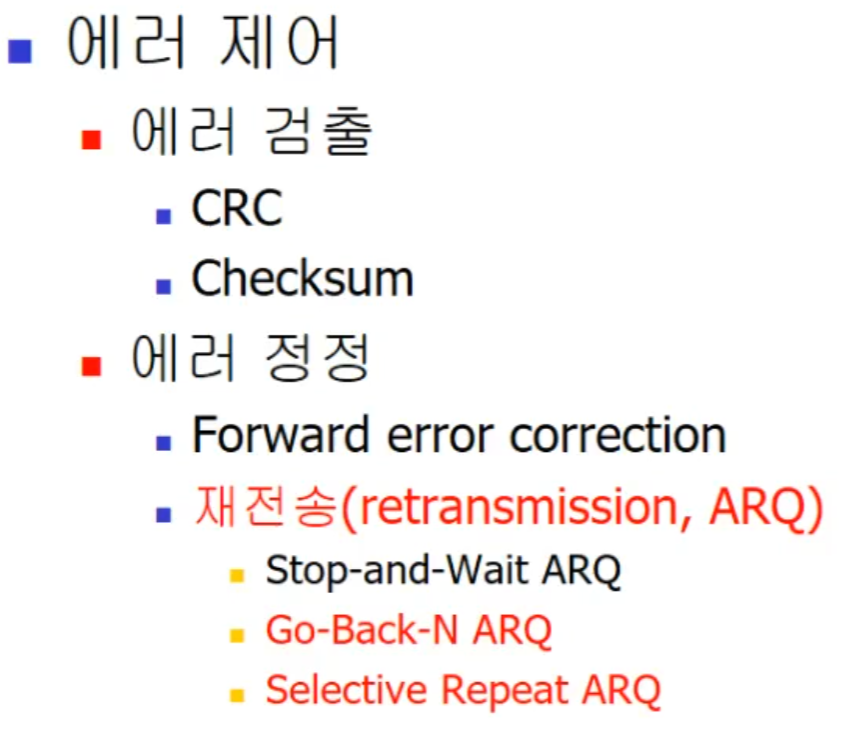 에러 제어
에러 검출
CRC
Checksum
에러 정정
Forward error correction
재전송(retransmission, ARQ)
Stop-and-Wait ARQ
Go-Back-N ARQ
Selective Repeat ARQ